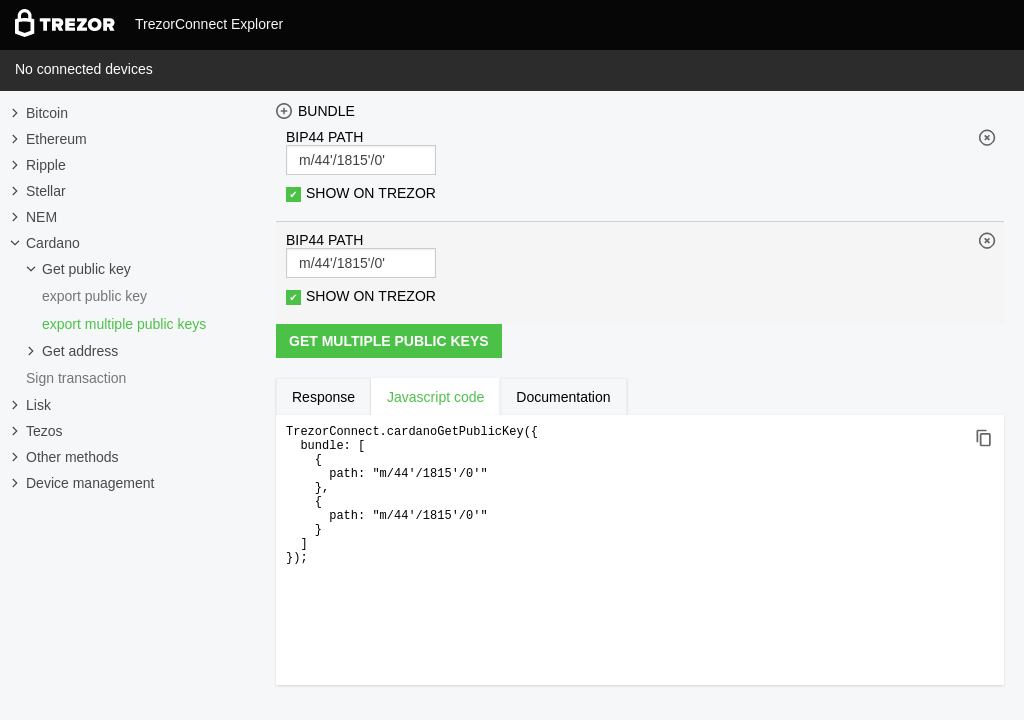 TREZOR TrezorConnect Explorer
No connected devices
Bitcoin
Ethereum
Ripple
Stellar
NEM
Cardano
Get public key
export public key
export multiple public keys
Get address
Sign transaction
Lisk
Tezos
Other methods
Device management
BUNDLE
BIP44 PATH
m/44'/1815'/0'
SHOW ON TREZOR
BIP44 PATH
m/44'/1815'/0'
SHOW ON TREZOR
GET MULTIPLE PUBLIC KEYS
Response Javascript code Documentation
TrezorConnect.cardanoGetPublicKey({
  bundle: [
    {
      path: "m/44'/1815'/0'"
    },
    {
      path: "m/44'/1815'/0'"
    }
  ]
});